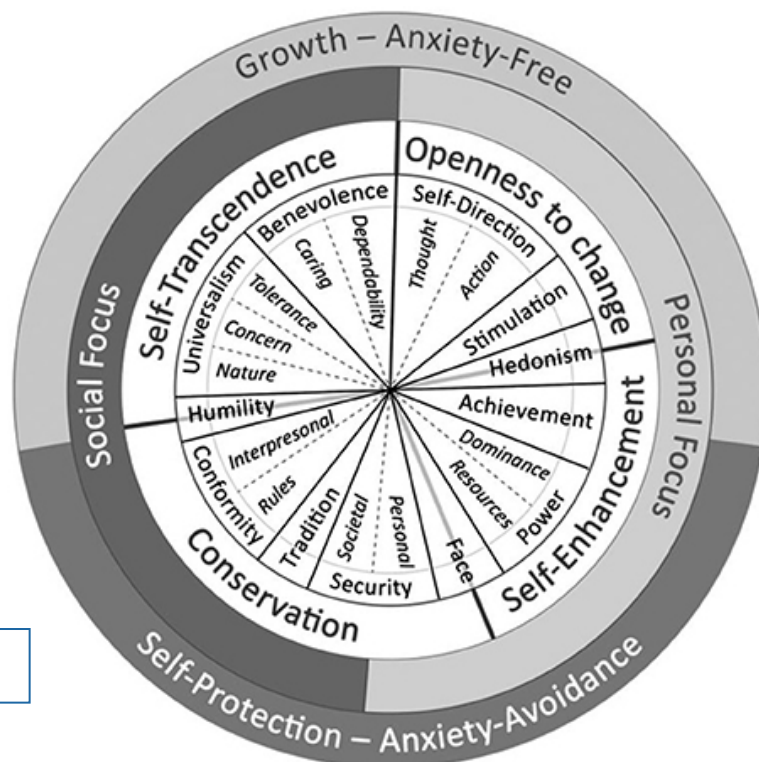 Growth – Anxiety-Free
Social Focus
Personal Focus
Self-Protection – Anxiety-Avoidance
Self-Transcendence
Openness to change
Self-Enhancement
Conservation
Benevolence
Caring
Dependability
Self-Direction
Thought
Action
Stimulation
Hedonism
Achievement
Dominance
Resources
Power
Face
Security
Personal
Societal
Tradition
Conformity
Rules
Interpresonal
Humility
Universalism
Nature
Concern
Tolerance